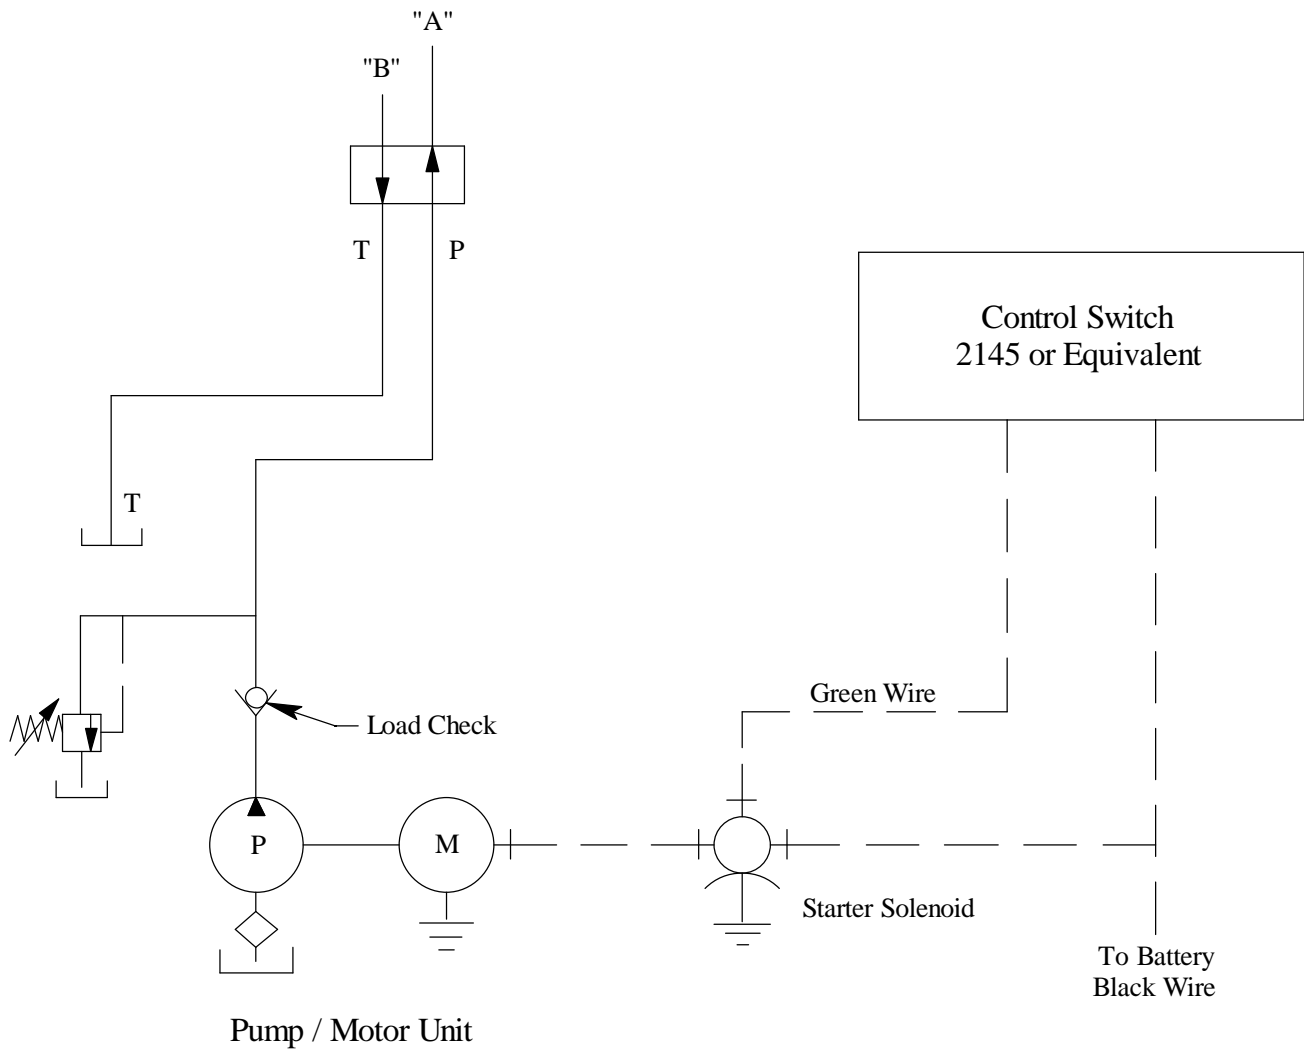 "A"
"B"
T
P
Control Switch
2145 or Equivalent
T
Green Wire
Load Check
P
M
Starter Solenoid
To Battery
Black Wire
Pump / Motor Unit